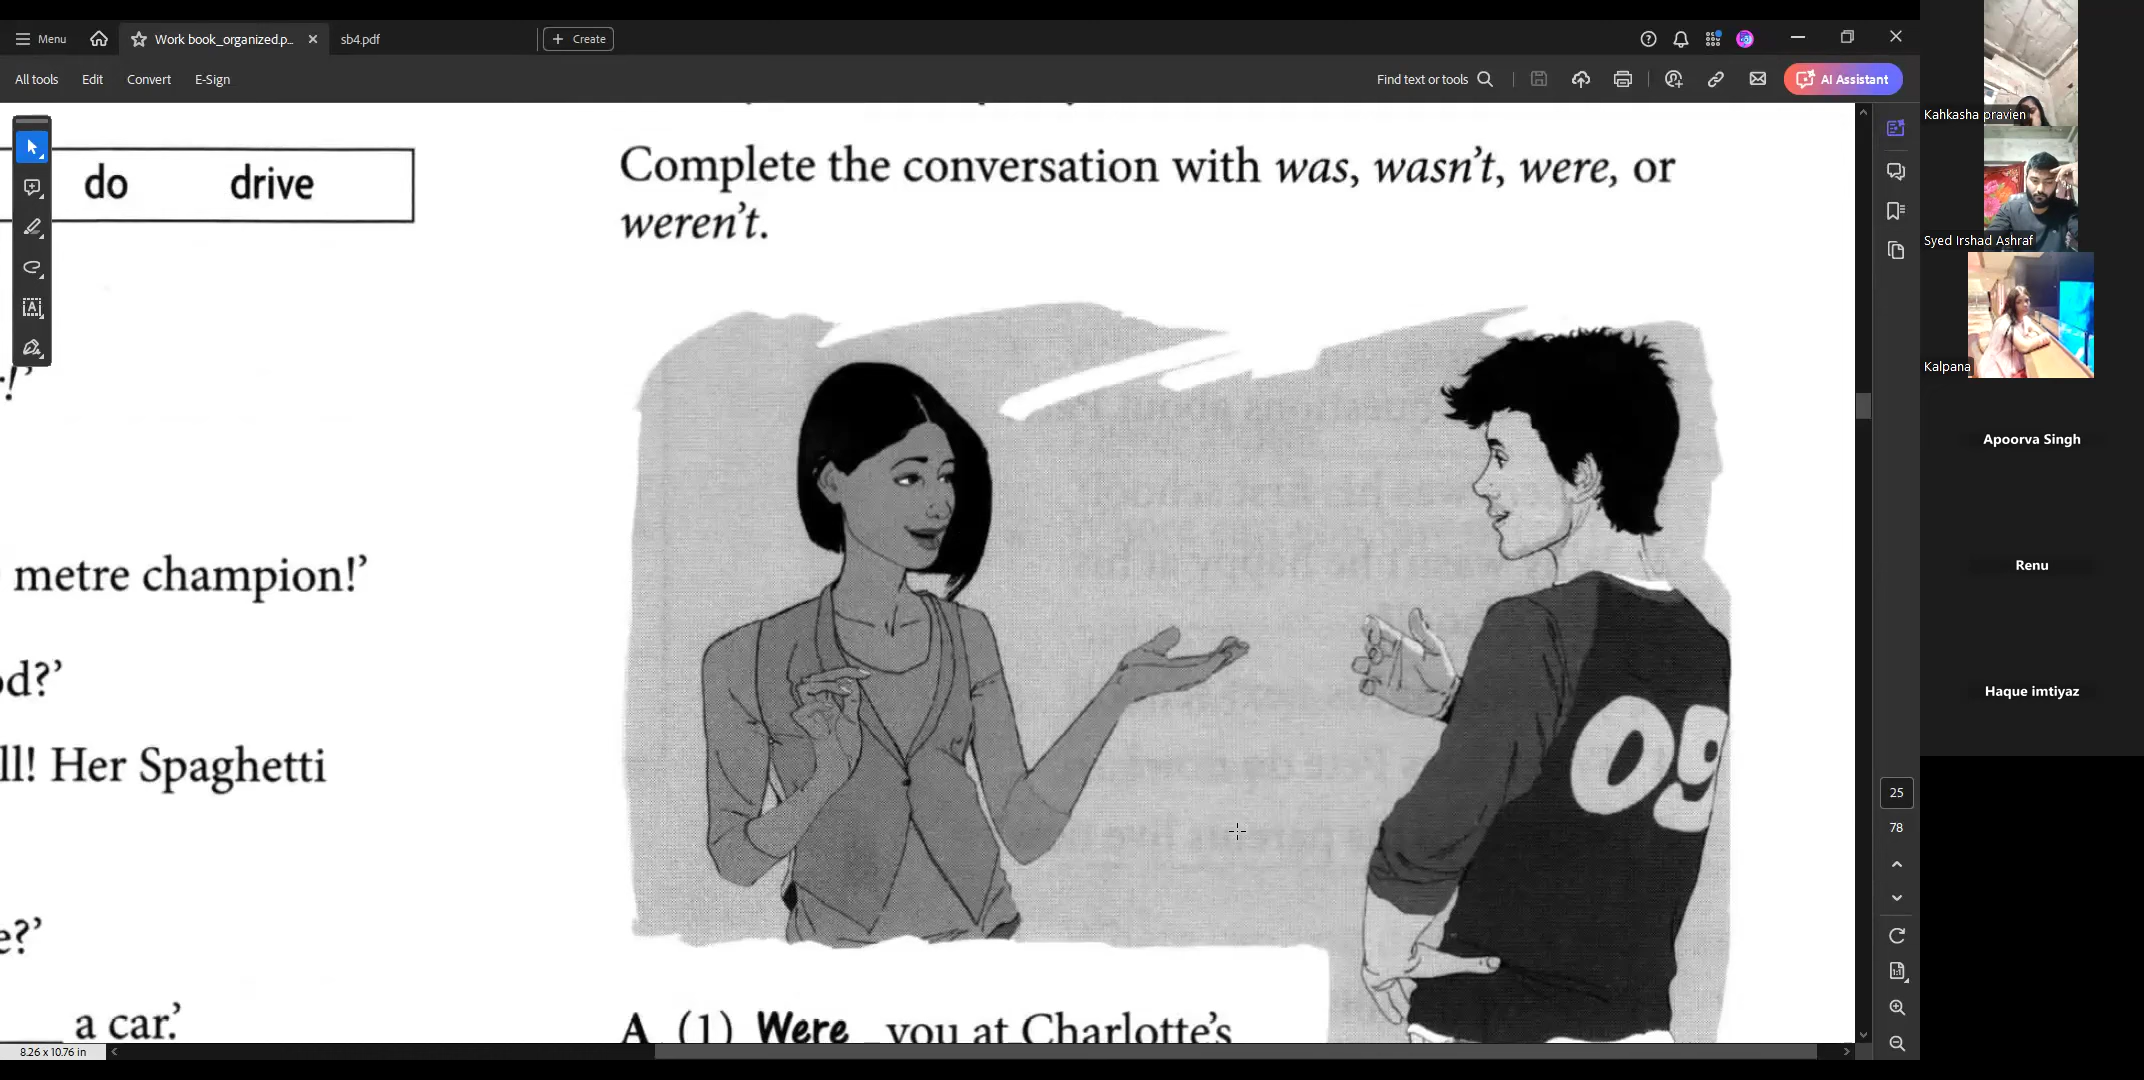 Menu
Work book_organized.p...
sb4.pdf
Create
All tools
Edit
Convert
E-Sign
Find text or tools
AI Assistant
do drive
metre champion!'
od?'
ll! Her Spaghetti
e?'
a car.'
Complete the conversation with was, wasn't, were, or
weren't.
09
A (1) Were you at Charlotte's
8.26 x 10.76 in
25
78
Kahkasha pravien
Syed Irshad Ashraf
Kalpana
Apoorva Singh
Renu
Haque imtiyaz